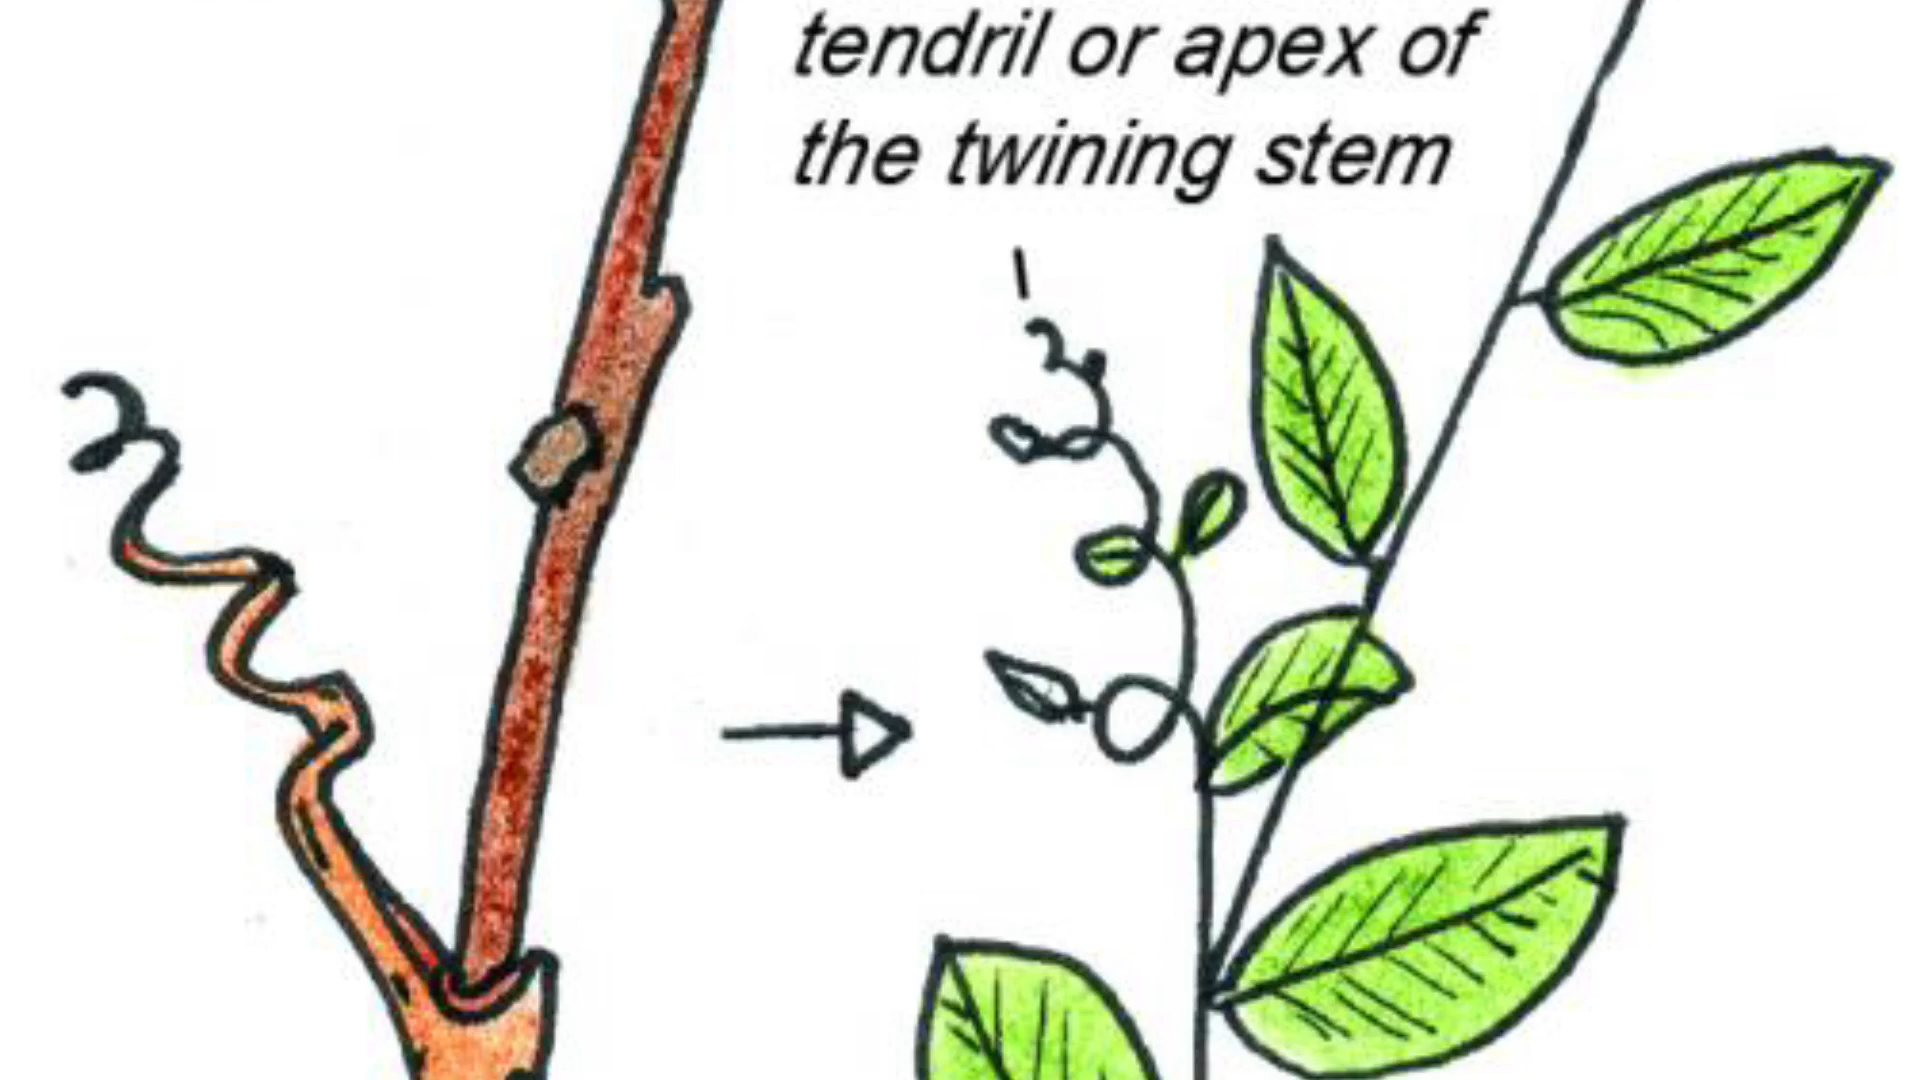 tendril or apex of
the twining stem